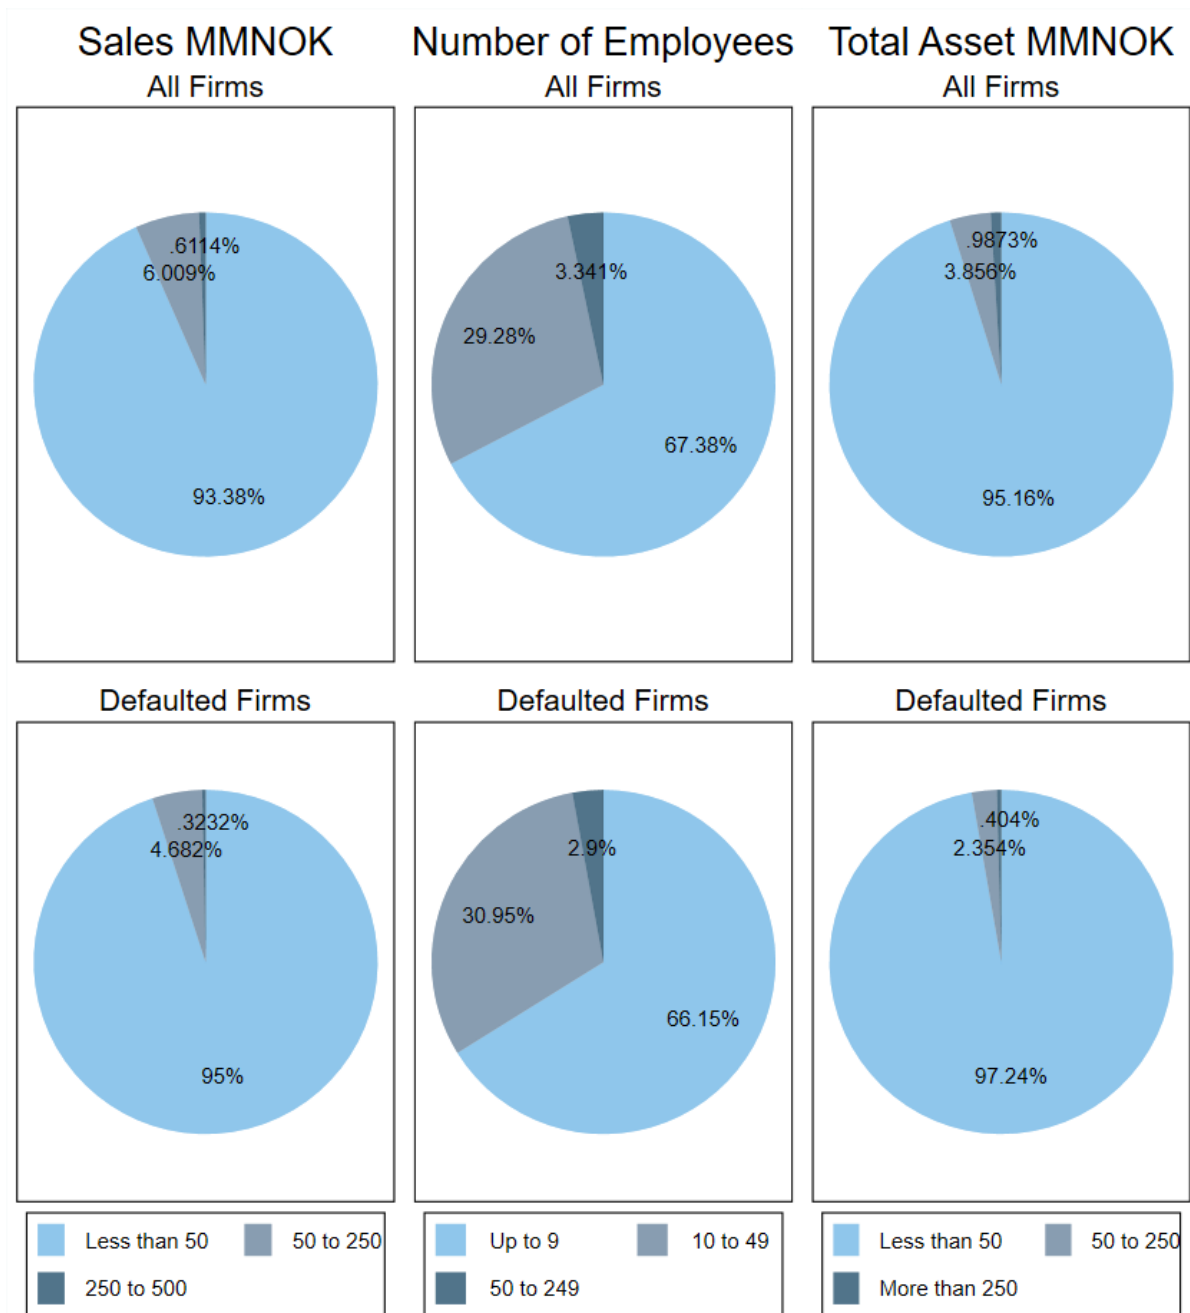 Sales MMNOK
All Firms
.6114%
6.009%
93.38%
Number of Employees
All Firms
3.341%
29.28%
67.38%
Total Asset MMNOK
All Firms
.9873%
3.856%
95.16%
Defaulted Firms
.3232%
4.682%
95%
Defaulted Firms
2.9%
30.95%
66.15%
Defaulted Firms
.404%
2.354%
97.24%
Less than 50
50 to 250
250 to 500
Up to 9
10 to 49
50 to 249
Less than 50
50 to 250
More than 250